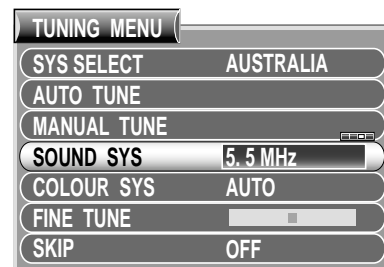 TUNING MENU
SYS SELECT AUSTRALIA
AUTO TUNE
MANUAL TUNE
SOUND SYS 5. 5 MHz
COLOUR SYS AUTO
FINE TUNE
SKIP OFF